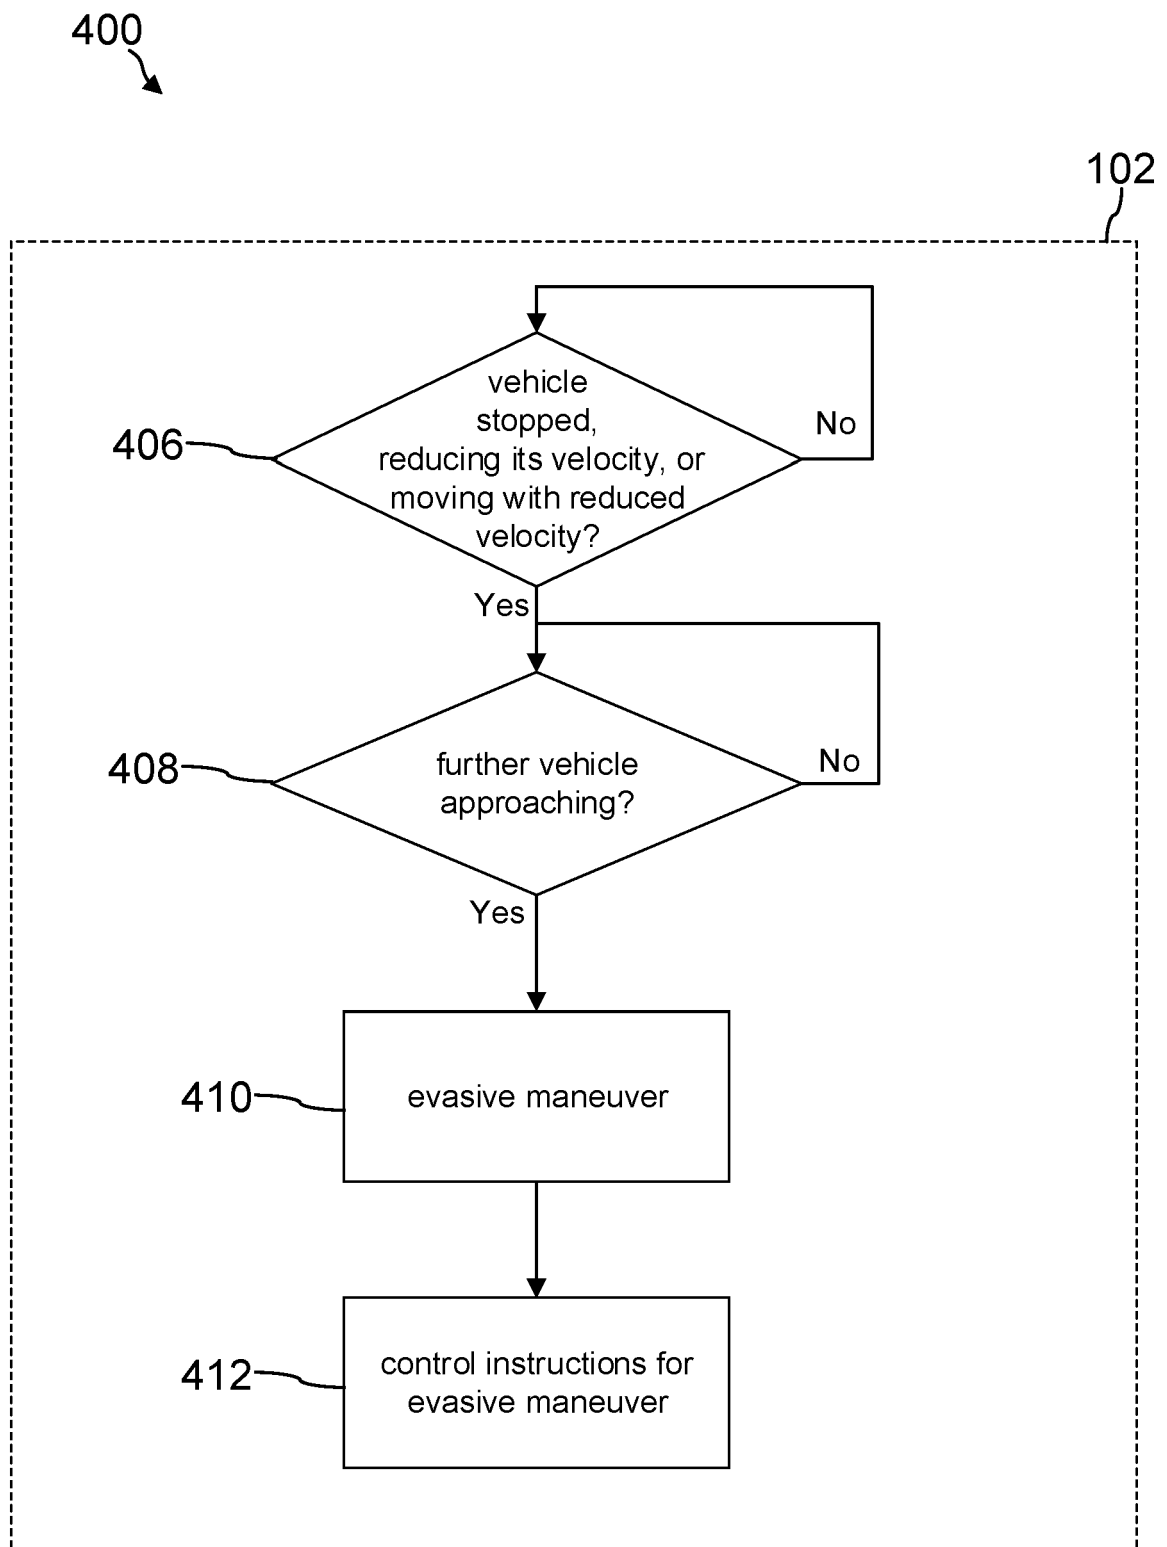 400
102
vehicle
stopped,
reducing its velocity, or
moving with reduced
velocity?
No
406
Yes
further vehicle
approaching?
No
408
Yes
evasive maneuver
410
control instructions for
evasive maneuver
412